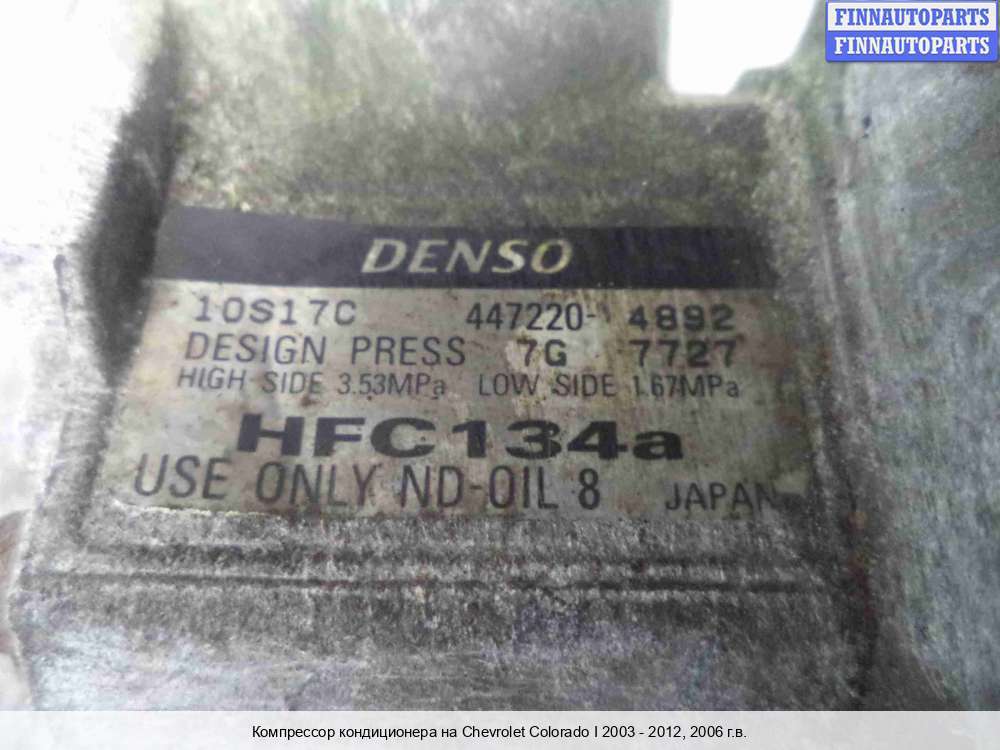 FINNAUTOPARTS
FINNAUTOPARTS
DENSO
10S17C 447220-4892
DESIGN PRESS 7G 7727
HIGH SIDE 3.53MPa LOW SIDE 1.67MPa
HFC134a
USE ONLY ND-OIL 8 JAPAN
Компрессор кондиционера на Chevrolet Colorado I 2003 - 2012, 2006 г.в.